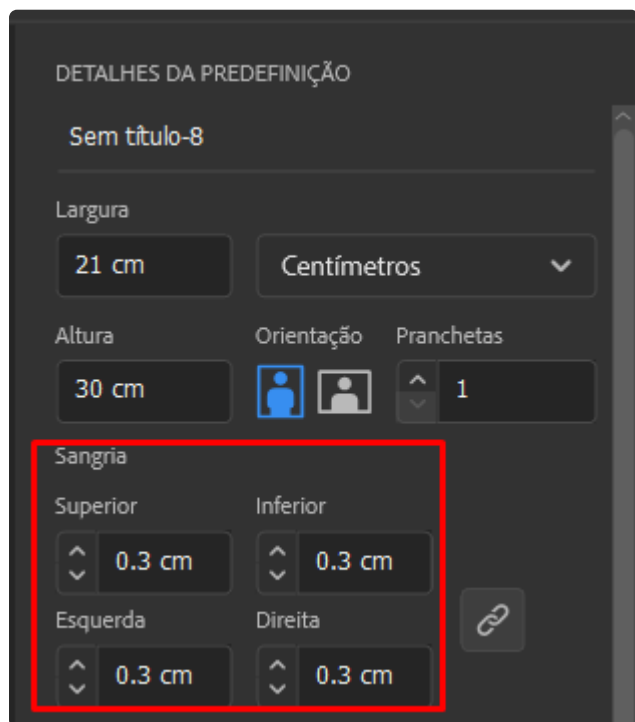 DETALHES DA PREDEFINIÇÃO
Sem título-8
Largura
21 cm Centímetros
Altura Orientação Pranchetas
30 cm 1
Sangria
Superior Inferior
0.3 cm 0.3 cm
Esquerda Direita
0.3 cm 0.3 cm